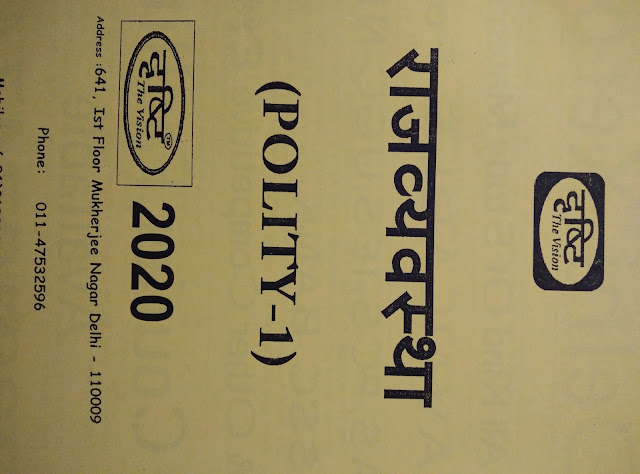 दृष्टि
The Vision
राजव्यवस्था
(POLITY-1)
दृष्टि TM
The Vision
2020
Address :641, Ist Floor Mukherjee Nagar Delhi - 110009
Phone: 011-47532596